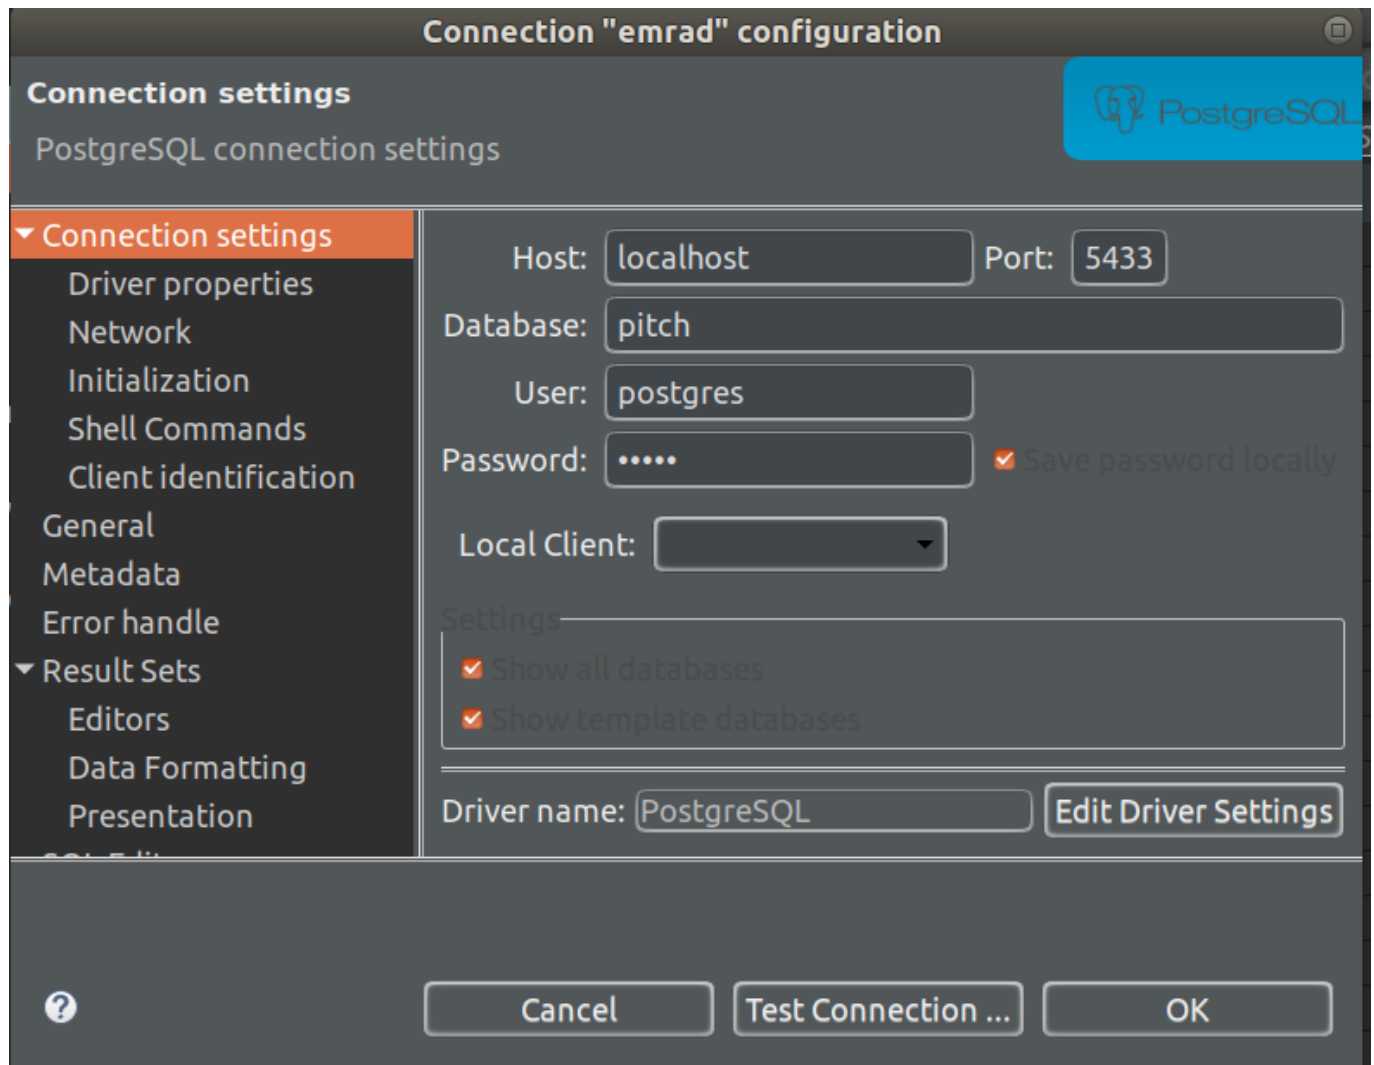 Connection "emrad" configuration
Connection settings
PostgreSQL connection settings
PostgreSQL
Connection settings
Driver properties
Network
Initialization
Shell Commands
Client identification
General
Metadata
Error handle
Result Sets
Editors
Data Formatting
Presentation
Host: localhost Port: 5433
Database: pitch
User: postgres
Password: ••••• Save password locally
Local Client:
Settings
Show all databases
Show template databases
Driver name: PostgreSQL Edit Driver Settings
? Cancel Test Connection ... OK